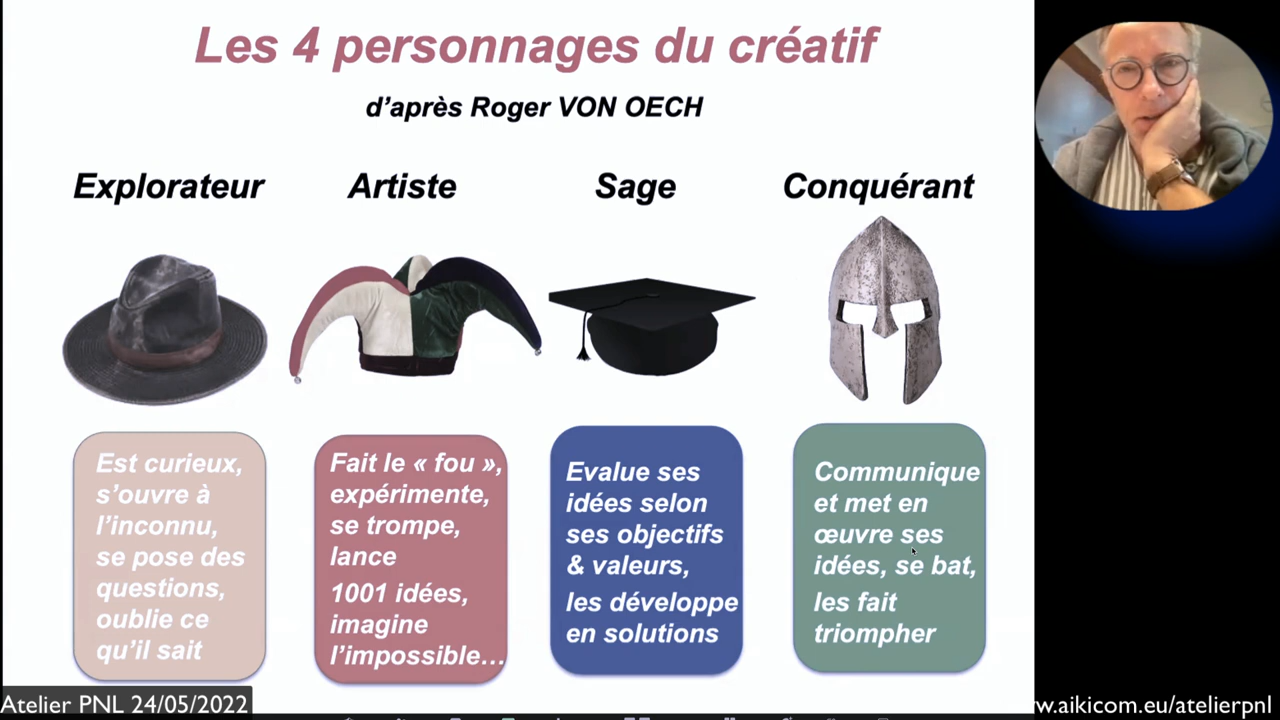 Les 4 personnages du créatif
d'après Roger VON OECH
Explorateur
Artiste
Sage
Conquérant
Est curieux,
s'ouvre à
l'inconnu,
se pose des
questions,
oublie ce
qu'il sait
Fait le « fou »,
expérimente,
se trompe,
lance
1001 idées,
imagine
l'impossible...
Evalue ses
idées selon
ses objectifs
& valeurs,
les développe
en solutions
Communique
et met en
œuvre ses
idées, se bat,
les fait
triompher
Atelier PNL 24/05/2022
www.aikicom.eu/atelierpnl